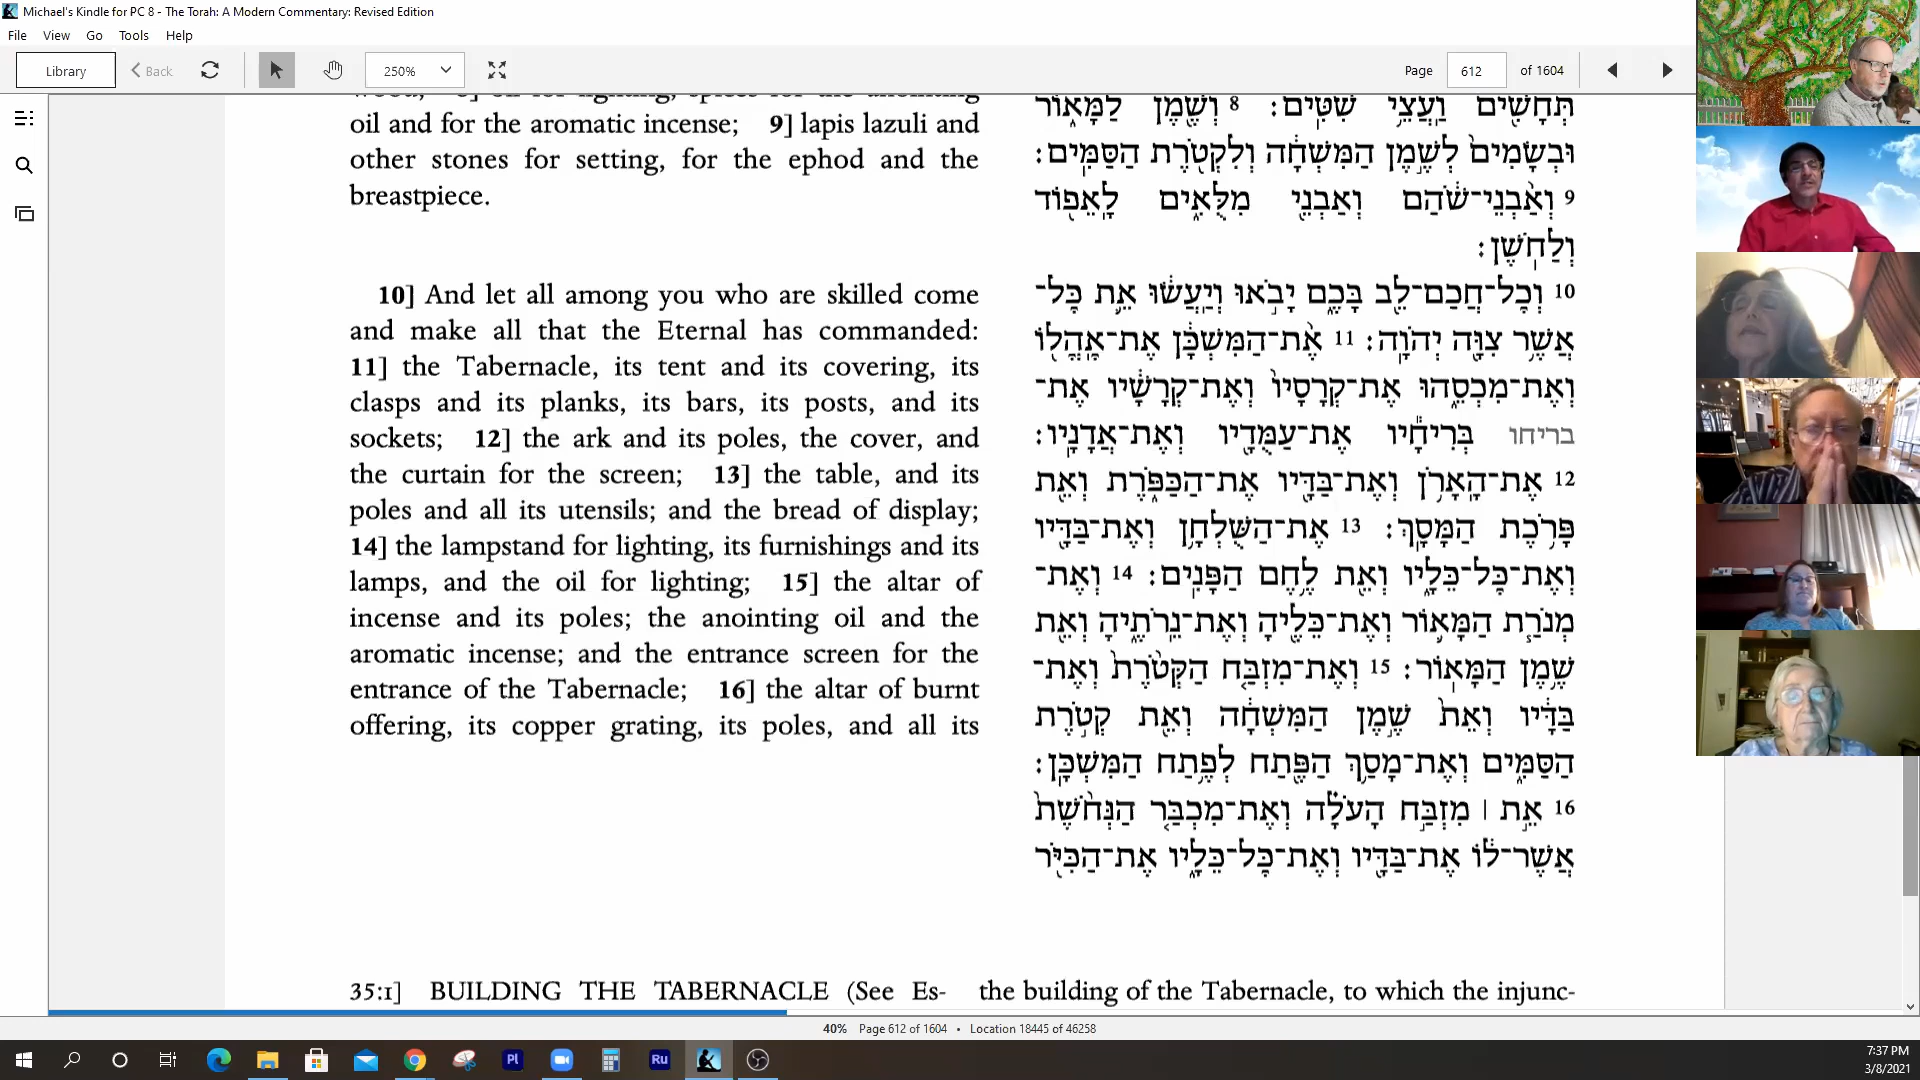 Michael's Kindle for PC 8 - The Torah: A Modern Commentary: Revised Edition
File View Go Tools Help
Library Back 250% Page 612 of 1604
oil and for the aromatic incense; 9] lapis lazuli and
other stones for setting, for the ephod and the
breastpiece.
10] And let all among you who are skilled come
and make all that the Eternal has commanded:
11] the Tabernacle, its tent and its covering, its
clasps and its planks, its bars, its posts, and its
sockets; 12] the ark and its poles, the cover, and
the curtain for the screen; 13] the table, and its
poles and all its utensils; and the bread of display;
14] the lampstand for lighting, its furnishings and its
lamps, and the oil for lighting; 15] the altar of
incense and its poles; the anointing oil and the
aromatic incense; and the entrance screen for the
entrance of the Tabernacle; 16] the altar of burnt
offering, its copper grating, its poles, and all its
תְּחָשִׁ֖ים וַעֲצֵ֥י שִׁטִּֽים׃ 8 וְשֶׁ֖מֶן לַמָּא֑וֹר
וּבְשָׂמִים֙ לְשֶׁ֣מֶן הַמִּשְׁחָ֔ה וְלִקְטֹ֖רֶת הַסַּמִּֽים׃
9 וְאַ֨בְנֵי־שֹׁ֔הַם וְאַבְנֵ֖י מִלֻּאִ֑ים לָאֵפ֖וֹד
וְלַחֹֽשֶׁן׃
10 וְכׇל־חֲכַם־לֵ֖ב בָּכֶ֑ם יָבֹ֣אוּ וְיַעֲשׂ֔וּ אֵ֛ת כׇּל־
אֲשֶׁ֥ר צִוָּ֖ה יְהֹוָֽה׃ 11 אֶ֨ת־הַמִּשְׁכָּ֔ן אֶֽת־אׇהֳל֖וֹ
וְאֶת־מִכְסֵ֑הוּ אֶת־קְרָסָיו֙ וְאֶת־קְרָשָׁ֔יו אֶת־
בריחו בְּרִיחָ֕יו אֶת־עַמֻּדָ֖יו וְאֶת־אֲדָנָֽיו׃
12 אֶת־הָאָרֹ֥ן וְאֶת־בַּדָּ֖יו אֶת־הַכַּפֹּ֑רֶת וְאֵ֖ת
פָּרֹ֥כֶת הַמָּסָֽךְ׃ 13 אֶת־הַשֻּׁלְחָ֥ן וְאֶת־בַּדָּ֖יו
וְאֶת־כׇּל־כֵּלָ֑יו וְאֵ֖ת לֶ֥חֶם הַפָּנִֽים׃ 14 וְאֶת־
מְנֹרַ֧ת הַמָּא֛וֹר וְאֶת־כֵּלֶ֖יהָ וְאֶת־נֵרֹתֶ֑יהָ וְאֵ֖ת
שֶׁ֥מֶן הַמָּאֽוֹר׃ 15 וְאֶת־מִזְבַּ֤ח הַקְּטֹ֙רֶת֙ וְאֶת־
בַּדָּ֔יו וְאֵת֙ שֶׁ֣מֶן הַמִּשְׁחָ֔ה וְאֵ֖ת קְטֹ֣רֶת
הַסַּמִּ֑ים וְאֶת־מָסַ֥ךְ הַפֶּ֖תַח לְפֶ֥תַח הַמִּשְׁכָּֽן׃
16 אֵ֣ת ׀ מִזְבַּ֣ח הָעֹלָ֗ה וְאֶת־מִכְבַּ֤ר הַנְּחֹ֙שֶׁת֙
אֲשֶׁר־ל֔וֹ אֶת־בַּדָּ֖יו וְאֶת־כׇּל־כֵּלָ֑יו אֶת־הַכִּיֹּ֖ר
35:1] BUILDING THE TABERNACLE (See Es-
the building of the Tabernacle, to which the injunc-
40% Page 612 of 1604 • Location 18445 of 46258
Pl Ru
7:37 PM
3/8/2021